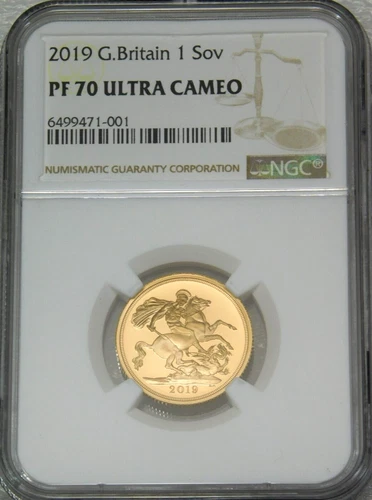 2019 G.Britain 1 Sov
PF 70 ULTRA CAMEO
6499471-001
NUMISMATIC GUARANTY CORPORATION
NGC®
2019